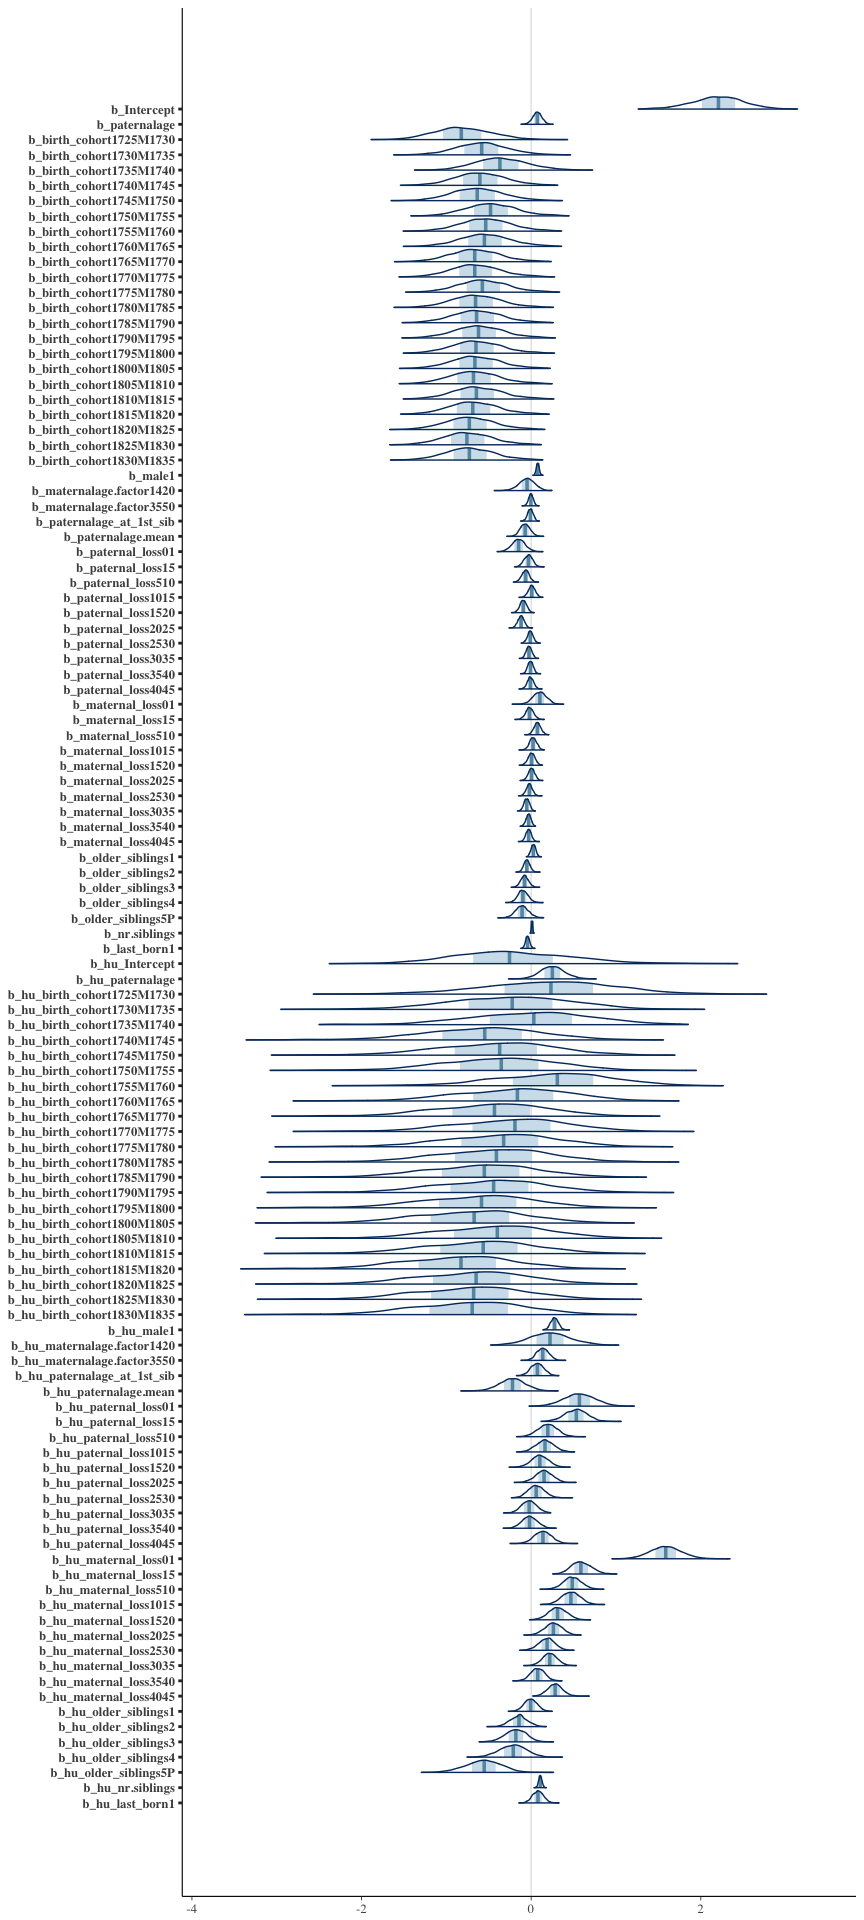 b_Intercept
b_paternalage
b_birth_cohort1725M1730
b_birth_cohort1730M1735
b_birth_cohort1735M1740
b_birth_cohort1740M1745
b_birth_cohort1745M1750
b_birth_cohort1750M1755
b_birth_cohort1755M1760
b_birth_cohort1760M1765
b_birth_cohort1765M1770
b_birth_cohort1770M1775
b_birth_cohort1775M1780
b_birth_cohort1780M1785
b_birth_cohort1785M1790
b_birth_cohort1790M1795
b_birth_cohort1795M1800
b_birth_cohort1800M1805
b_birth_cohort1805M1810
b_birth_cohort1810M1815
b_birth_cohort1815M1820
b_birth_cohort1820M1825
b_birth_cohort1825M1830
b_birth_cohort1830M1835
b_male1
b_maternalage.factor1420
b_maternalage.factor3550
b_paternalage_at_1st_sib
b_paternalage.mean
b_paternal_loss01
b_paternal_loss15
b_paternal_loss510
b_paternal_loss1015
b_paternal_loss1520
b_paternal_loss2025
b_paternal_loss2530
b_paternal_loss3035
b_paternal_loss3540
b_paternal_loss4045
b_maternal_loss01
b_maternal_loss15
b_maternal_loss510
b_maternal_loss1015
b_maternal_loss1520
b_maternal_loss2025
b_maternal_loss2530
b_maternal_loss3035
b_maternal_loss3540
b_maternal_loss4045
b_older_siblings1
b_older_siblings2
b_older_siblings3
b_older_siblings4
b_older_siblings5P
b_nr.siblings
b_last_born1
b_hu_Intercept
b_hu_paternalage
b_hu_birth_cohort1725M1730
b_hu_birth_cohort1730M1735
b_hu_birth_cohort1735M1740
b_hu_birth_cohort1740M1745
b_hu_birth_cohort1745M1750
b_hu_birth_cohort1750M1755
b_hu_birth_cohort1755M1760
b_hu_birth_cohort1760M1765
b_hu_birth_cohort1765M1770
b_hu_birth_cohort1770M1775
b_hu_birth_cohort1775M1780
b_hu_birth_cohort1780M1785
b_hu_birth_cohort1785M1790
b_hu_birth_cohort1790M1795
b_hu_birth_cohort1795M1800
b_hu_birth_cohort1800M1805
b_hu_birth_cohort1805M1810
b_hu_birth_cohort1810M1815
b_hu_birth_cohort1815M1820
b_hu_birth_cohort1820M1825
b_hu_birth_cohort1825M1830
b_hu_birth_cohort1830M1835
b_hu_male1
b_hu_maternalage.factor1420
b_hu_maternalage.factor3550
b_hu_paternalage_at_1st_sib
b_hu_paternalage.mean
b_hu_paternal_loss01
b_hu_paternal_loss15
b_hu_paternal_loss510
b_hu_paternal_loss1015
b_hu_paternal_loss1520
b_hu_paternal_loss2025
b_hu_paternal_loss2530
b_hu_paternal_loss3035
b_hu_paternal_loss3540
b_hu_paternal_loss4045
b_hu_maternal_loss01
b_hu_maternal_loss15
b_hu_maternal_loss510
b_hu_maternal_loss1015
b_hu_maternal_loss1520
b_hu_maternal_loss2025
b_hu_maternal_loss2530
b_hu_maternal_loss3035
b_hu_maternal_loss3540
b_hu_maternal_loss4045
b_hu_older_siblings1
b_hu_older_siblings2
b_hu_older_siblings3
b_hu_older_siblings4
b_hu_older_siblings5P
b_hu_nr.siblings
b_hu_last_born1
-4 -2 0 2